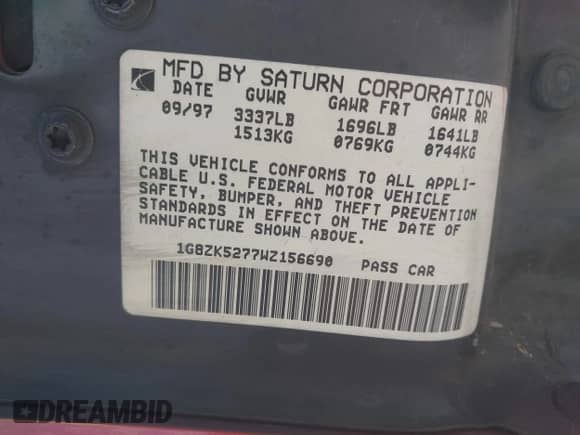 MFD BY SATURN CORPORATION
DATE GVWR GAWR FRT GAWR RR
09/97 3337LB 1696LB 1641LB
1513KG 0769KG 0744KG
THIS VEHICLE CONFORMS TO ALL APPLI-
CABLE U.S. FEDERAL MOTOR VEHICLE
SAFETY, BUMPER, AND THEFT PREVENTION
STANDARDS IN EFFECT ON THE DATE OF
MANUFACTURE SHOWN ABOVE.
1G8ZK5277WZ156690 PASS CAR
DREAMBID